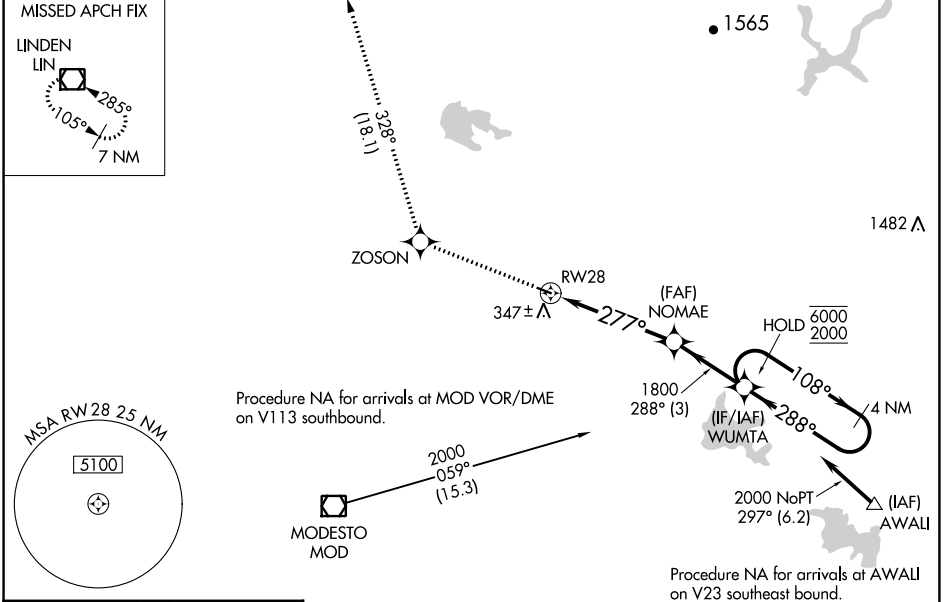 MISSED APCH FIX
LINDEN
LIN
285°
105°
7 NM
1565
328°
(18.1)
1482
ZOSON
RW28
347±
277°
(FAF)
NOMAE
HOLD 6000
2000
108°
4 NM
288°
1800
288° (3)
(IF/IAF)
WUMTA
Procedure NA for arrivals at MOD VOR/DME
on V113 southbound.
MSA RW 28 25 NM
5100
2000
059°
(15.3)
MODESTO
MOD
2000 NoPT
297° (6.2)
(IAF)
AWALI
Procedure NA for arrivals at AWALI
on V23 southeast bound.